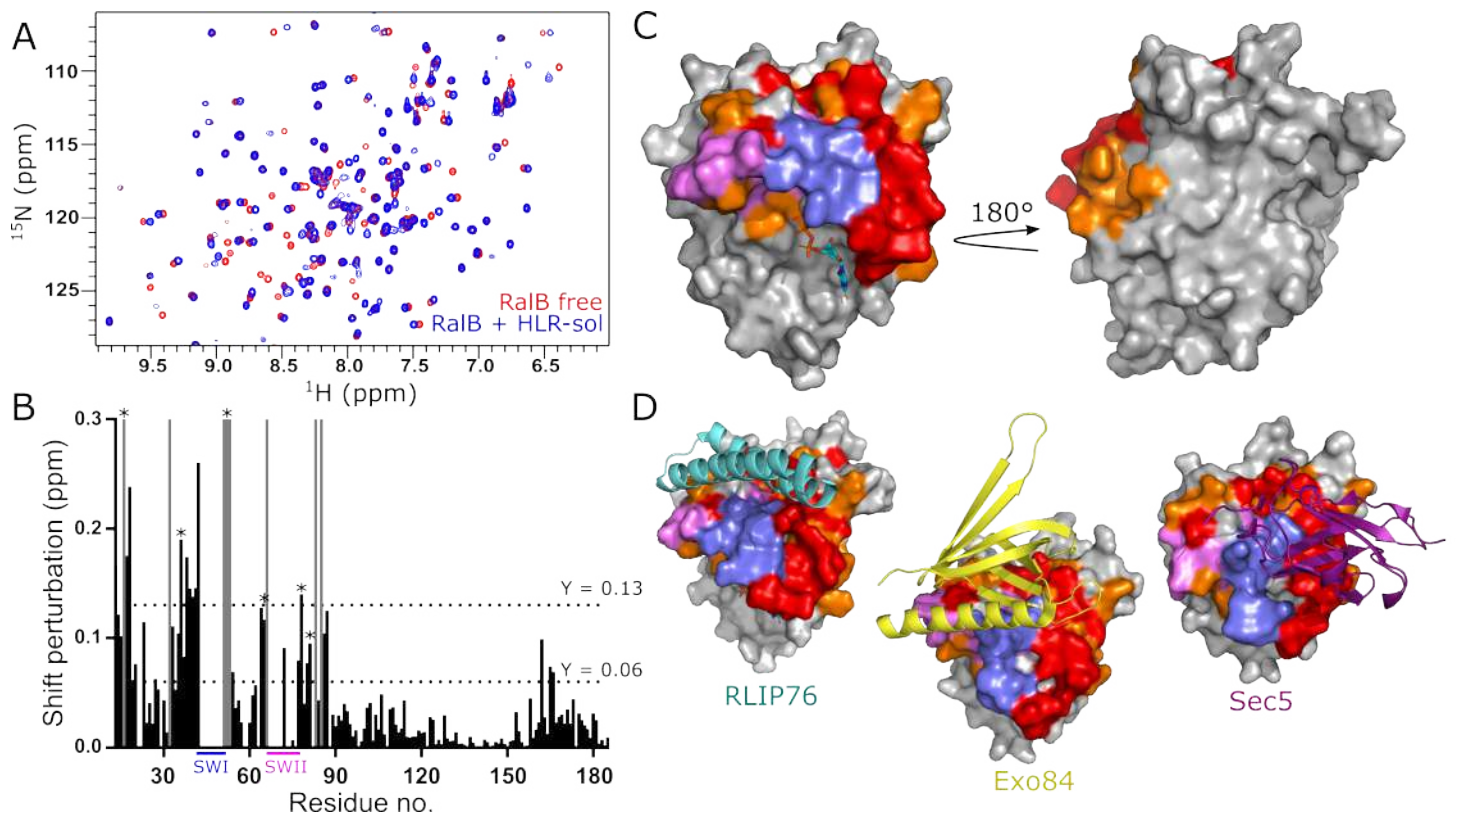 A
110
115
120
125
¹⁵N (ppm)
RalB free
RalB + HLR-sol
9.5 9.0 8.5 8.0 7.5 7.0 6.5
¹H (ppm)
B
0.3
0.2
0.1
0.0
Shift perturbation (ppm)
* * * * * *
Y = 0.13
Y = 0.06
SWI SWII
30 60 90 120 150 180
Residue no.
C
180°
D
RLIP76
Exo84
Sec5